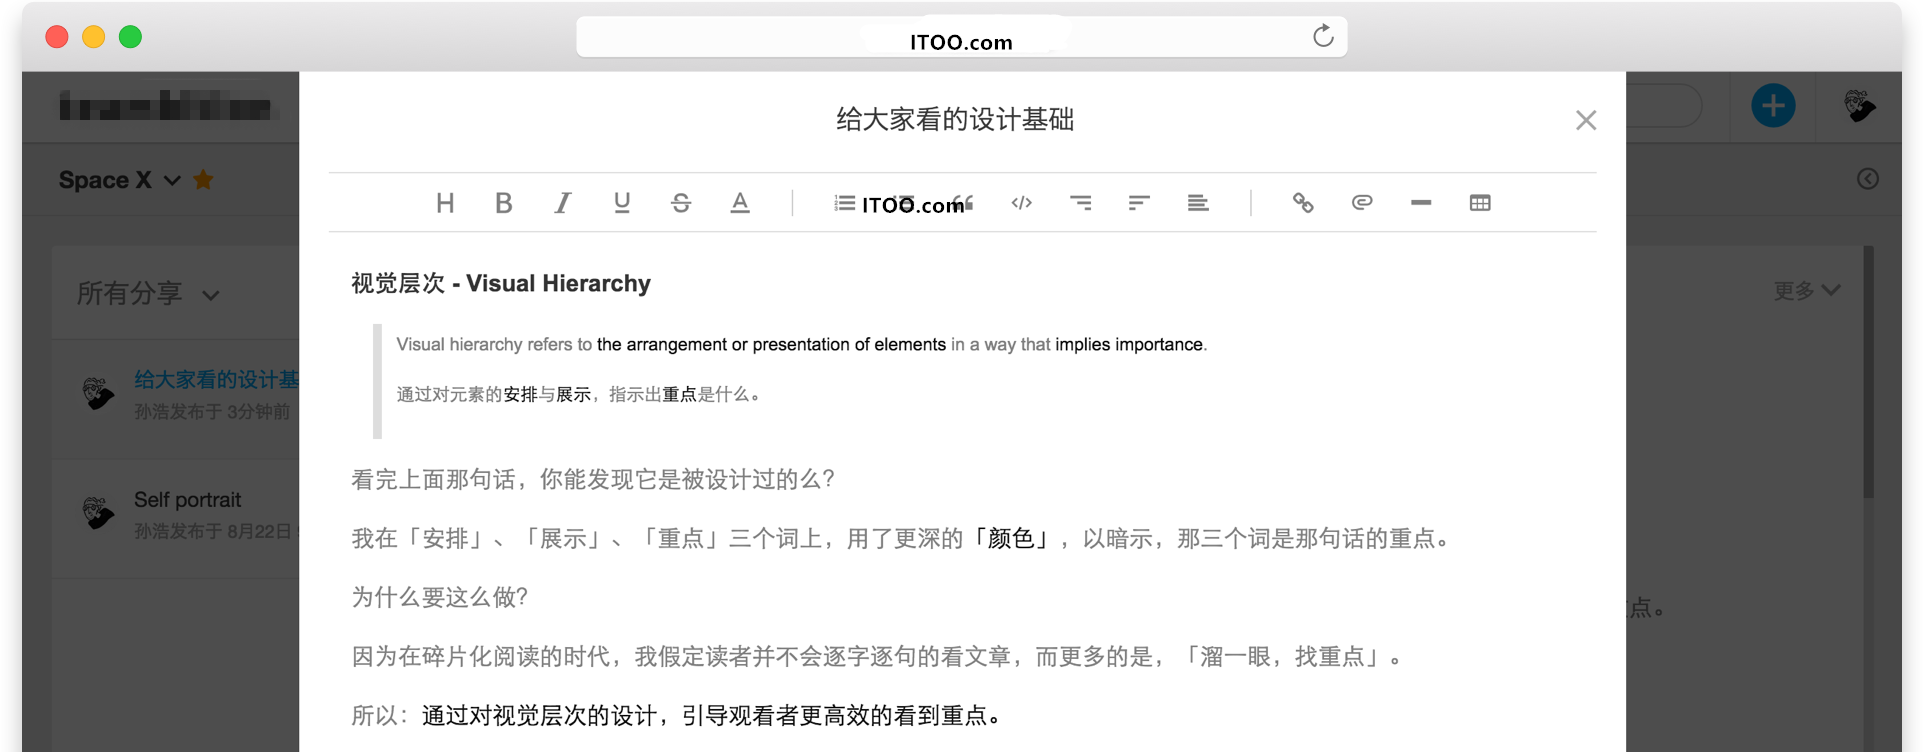 ITOO.com
给大家看的设计基础
Space X
H B I U S A ITOO.com
视觉层次 - Visual Hierarchy
所有分享
更多
Visual hierarchy refers to the arrangement or presentation of elements in a way that implies importance.
给大家看的设计基
通过对元素的安排与展示，指示出重点是什么。
孙浩发布于 3分钟前
看完上面那句话，你能发现它是被设计过的么？
Self portrait
孙浩发布于 8月22日
我在「安排」、「展示」、「重点」三个词上，用了更深的「颜色」，以暗示，那三个词是那句话的重点。
为什么要这么做？
点。
因为在碎片化阅读的时代，我假定读者并不会逐字逐句的看文章，而更多的是，「溜一眼，找重点」。
所以：通过对视觉层次的设计，引导观看者更高效的看到重点。